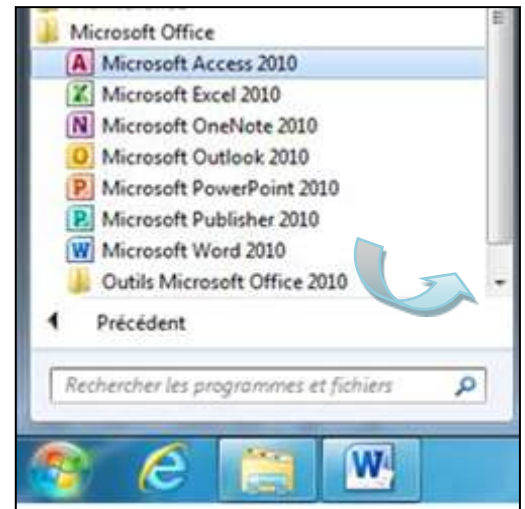 Microsoft Office
Microsoft Access 2010
Microsoft Excel 2010
Microsoft OneNote 2010
Microsoft Outlook 2010
Microsoft PowerPoint 2010
Microsoft Publisher 2010
Microsoft Word 2010
Outils Microsoft Office 2010
Précédent
Rechercher les programmes et fichiers